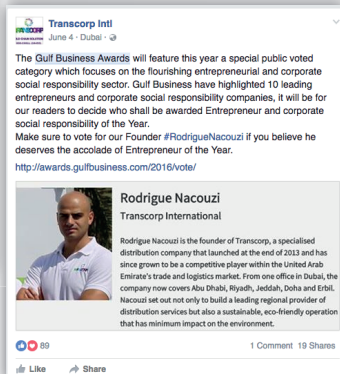 Transcorp Intl
June 4 · Dubai ·
The Gulf Business Awards will feature this year a special public voted
category which focuses on the flourishing entrepreneurial and corporate
social responsibility sector. Gulf Business have highlighted 10 leading
entrepreneurs and corporate social responsibility companies, it will be for
our readers to decide who shall be awarded Entrepreneur and corporate
social responsibility of the Year.
Make sure to vote for our Founder #RodrigueNacouzi if you believe he
deserves the accolade of Entrepreneur of the Year.
http://awards.gulfbusiness.com/2016/vote/
Rodrigue Nacouzi
Transcorp International
Rodrigue Nacouzi is the founder of Transcorp, a specialised
distribution company that launched at the end of 2013 and has
since grown to be a competitive player within the United Arab
Emirate's trade and logistics market. From one office in Dubai, the
company now covers Abu Dhabi, Riyadh, Jeddah, Doha and Erbil.
Nacouzi set out not only to build a leading regional provider of
distribution services but also a sustainable, eco-friendly operation
that has minimum impact on the environment.
89
1 Comment 19 Shares
Like Share